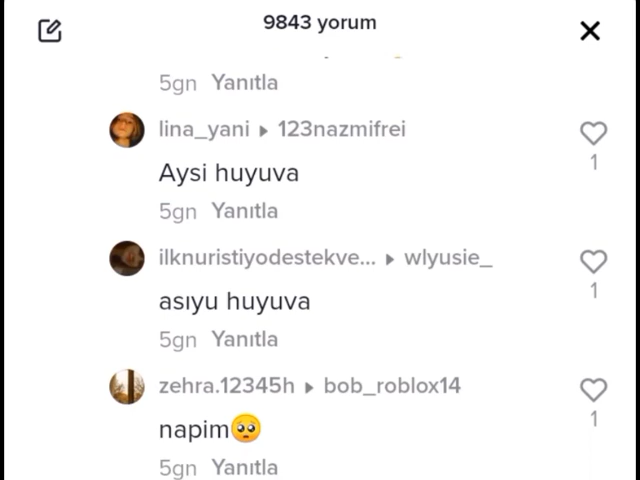 9843 yorum
5gn Yanıtla
lina_yani 123nazmifrei
Aysi huyuva
1
5gn Yanıtla
ilknuristiyodestekve... wlyusie_
asıyu huyuva
1
5gn Yanıtla
zehra.12345h bob_roblox14
napim🥺
1
5gn Yanıtla